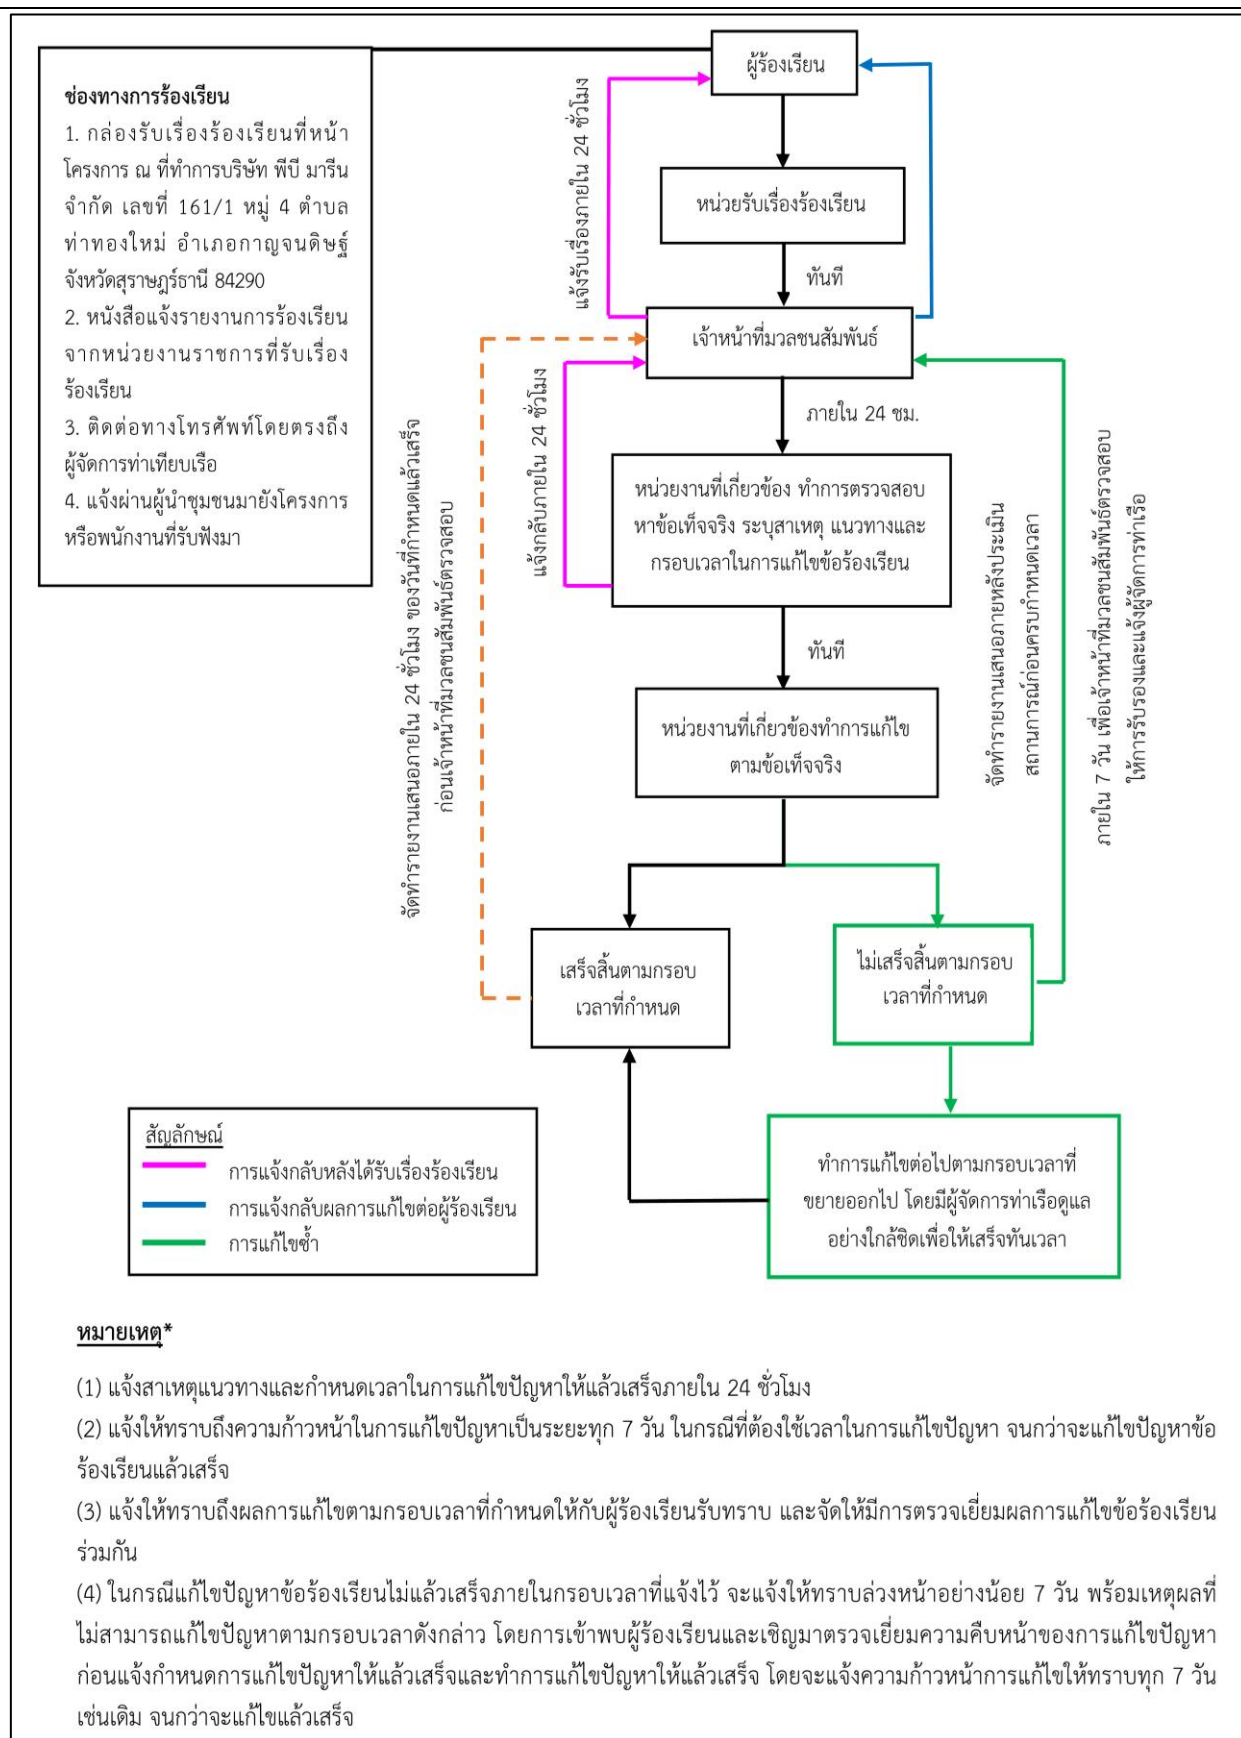 ผู้ร้องเรียน
ช่องทางการร้องเรียน
1. กล่องรับเรื่องร้องเรียนที่หน้า
โครงการ ณ ที่ทำการบริษัท พีบี มารีน
จำกัด เลขที่ 161/1 หมู่ 4 ตำบล
ท่าทองใหม่ อำเภอกาญจนดิษฐ์
จังหวัดสุราษฎร์ธานี 84290
2. หนังสือแจ้งรายงานการร้องเรียน
จากหน่วยงานราชการที่รับเรื่อง
ร้องเรียน
3. ติดต่อทางโทรศัพท์โดยตรงถึง
ผู้จัดการท่าเทียบเรือ
4. แจ้งผ่านผู้นำชุมชนมายังโครงการ
หรือพนักงานที่รับฟังมา
แจ้งรับเรื่องภายใน 24 ชั่วโมง
หน่วยรับเรื่องร้องเรียน
ทันที
เจ้าหน้าที่มวลชนสัมพันธ์
ภายใน 24 ชม.
แจ้งกลับภายใน 24 ชั่วโมง
หน่วยงานที่เกี่ยวข้อง ทำการตรวจสอบ
หาข้อเท็จจริง ระบุสาเหตุ แนวทางและ
กรอบเวลาในการแก้ไขข้อร้องเรียน
ทันที
หน่วยงานที่เกี่ยวข้องทำการแก้ไข
ตามข้อเท็จจริง
จัดทำรายงานเสนอภายใน 24 ชั่วโมง ของวันที่กำหนดแล้วเสร็จ
ก่อนเจ้าหน้าที่มวลชนสัมพันธ์ตรวจสอบ
จัดทำรายงานเสนอภายหลังประเมิน
สถานการณ์ก่อนครบกำหนดเวลา
ภายใน 7 วัน เพื่อเจ้าหน้าที่มวลชนสัมพันธ์ตรวจสอบ
ให้การรับรองและแจ้งผู้จัดการท่าเรือ
เสร็จสิ้นตามกรอบ
เวลาที่กำหนด
ไม่เสร็จสิ้นตามกรอบ
เวลาที่กำหนด
ทำการแก้ไขต่อไปตามกรอบเวลาที่
ขยายออกไป โดยมีผู้จัดการท่าเรือดูแล
อย่างใกล้ชิดเพื่อให้เสร็จทันเวลา
สัญลักษณ์
การแจ้งกลับหลังได้รับเรื่องร้องเรียน
การแจ้งกลับผลการแก้ไขต่อผู้ร้องเรียน
การแก้ไขซ้ำ
หมายเหตุ*
(1) แจ้งสาเหตุแนวทางและกำหนดเวลาในการแก้ไขปัญหาให้แล้วเสร็จภายใน 24 ชั่วโมง
(2) แจ้งให้ทราบถึงความก้าวหน้าในการแก้ไขปัญหาเป็นระยะทุก 7 วัน ในกรณีที่ต้องใช้เวลาในการแก้ไขปัญหา จนกว่าจะแก้ไขปัญหาข้อ
ร้องเรียนแล้วเสร็จ
(3) แจ้งให้ทราบถึงผลการแก้ไขตามกรอบเวลาที่กำหนดให้กับผู้ร้องเรียนรับทราบ และจัดให้มีการตรวจเยี่ยมผลการแก้ไขข้อร้องเรียน
ร่วมกัน
(4) ในกรณีแก้ไขปัญหาข้อร้องเรียนไม่แล้วเสร็จภายในกรอบเวลาที่แจ้งไว้ จะแจ้งให้ทราบล่วงหน้าอย่างน้อย 7 วัน พร้อมเหตุผลที่
ไม่สามารถแก้ไขปัญหาตามกรอบเวลาดังกล่าว โดยการเข้าพบผู้ร้องเรียนและเชิญมาตรวจเยี่ยมความคืบหน้าของการแก้ไขปัญหา
ก่อนแจ้งกำหนดการแก้ไขปัญหาให้แล้วเสร็จและทำการแก้ไขปัญหาให้แล้วเสร็จ โดยจะแจ้งความก้าวหน้าการแก้ไขให้ทราบทุก 7 วัน
เช่นเดิม จนกว่าจะแก้ไขแล้วเสร็จ